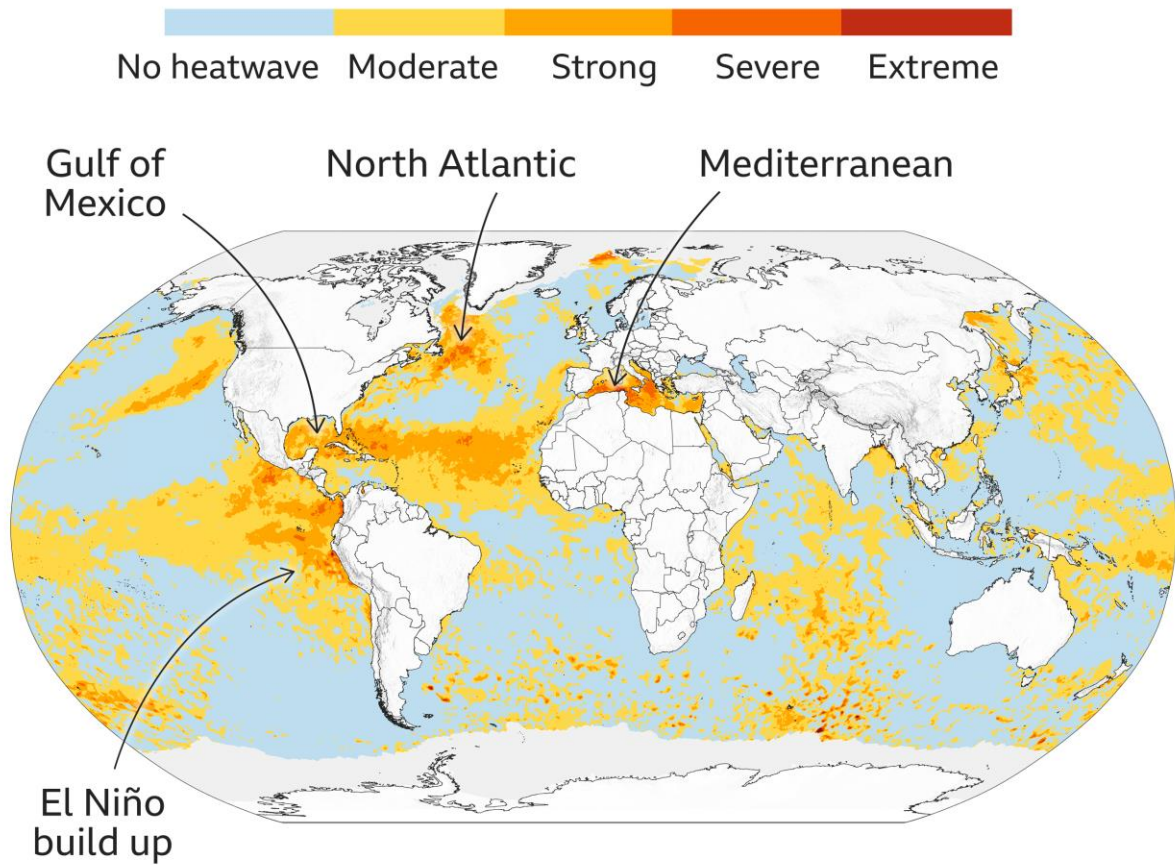 No heatwave Moderate Strong Severe Extreme
Gulf of
Mexico
North Atlantic
Mediterranean
El Niño
build up